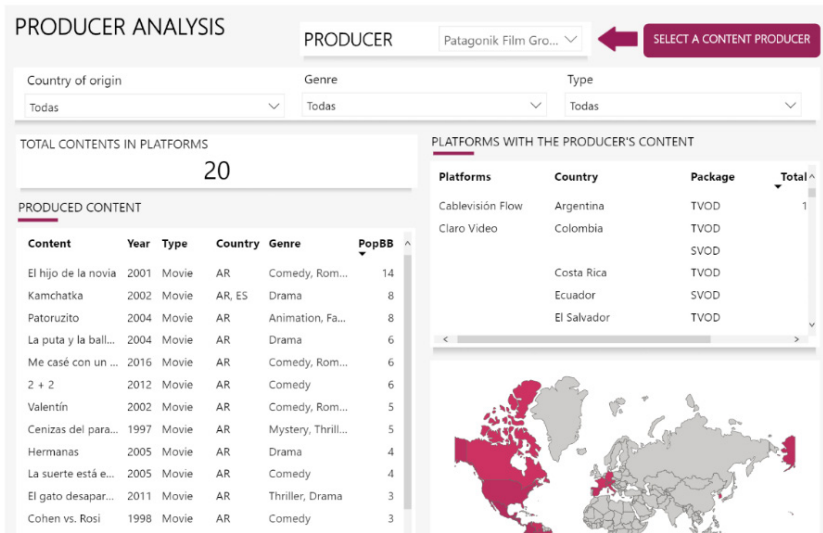 PRODUCER ANALYSIS
PRODUCER
Patagonik Film Gro...
SELECT A CONTENT PRODUCER
Country of origin
Todas
Genre
Todas
Type
Todas
TOTAL CONTENTS IN PLATFORMS
20
PRODUCED CONTENT
Content Year Type Country Genre PopBB
El hijo de la novia 2001 Movie AR Comedy, Rom... 14
Kamchatka 2002 Movie AR, ES Drama 8
Patoruzito 2004 Movie AR Animation, Fa... 8
La puta y la ball... 2004 Movie AR Drama 6
Me casé con un ... 2016 Movie AR Comedy, Rom... 6
2 + 2 2012 Movie AR Comedy 6
Valentín 2002 Movie AR Comedy, Rom... 5
Cenizas del para... 1997 Movie AR Mystery, Thrill... 5
Hermanas 2005 Movie AR Drama 4
La suerte está e... 2005 Movie AR Comedy 4
El gato desapar... 2011 Movie AR Thriller, Drama 3
Cohen vs. Rosi 1998 Movie AR Comedy 3
PLATFORMS WITH THE PRODUCER'S CONTENT
Platforms Country Package Total
Cablevisión Flow Argentina TVOD 1
Claro Video Colombia TVOD
SVOD
Costa Rica TVOD
Ecuador SVOD
El Salvador TVOD